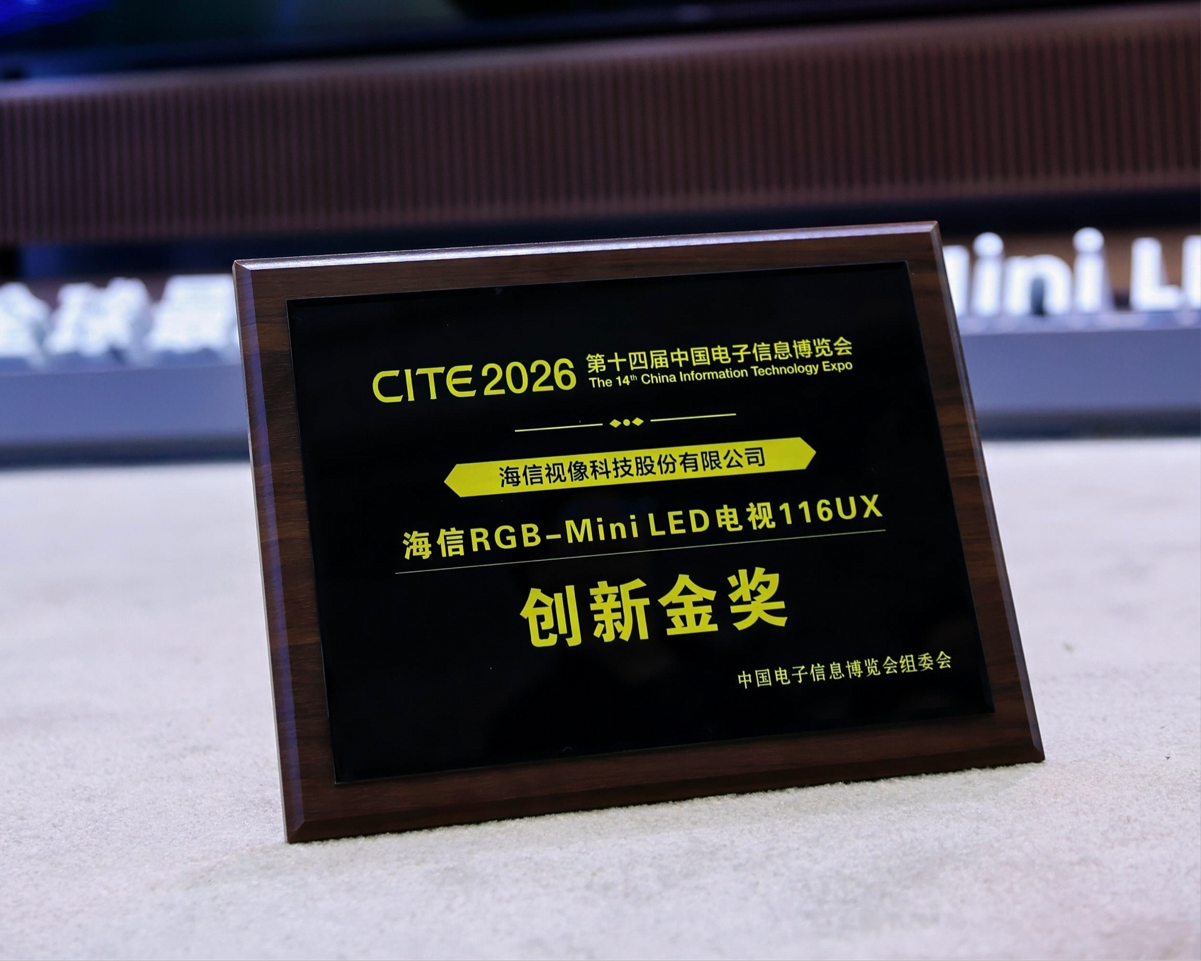 CITE2026 第十四届中国电子信息博览会
The 14th China Information Technology Expo
海信视像科技股份有限公司
海信RGB-Mini LED电视116UX
创新金奖
中国电子信息博览会组委会
Mini L